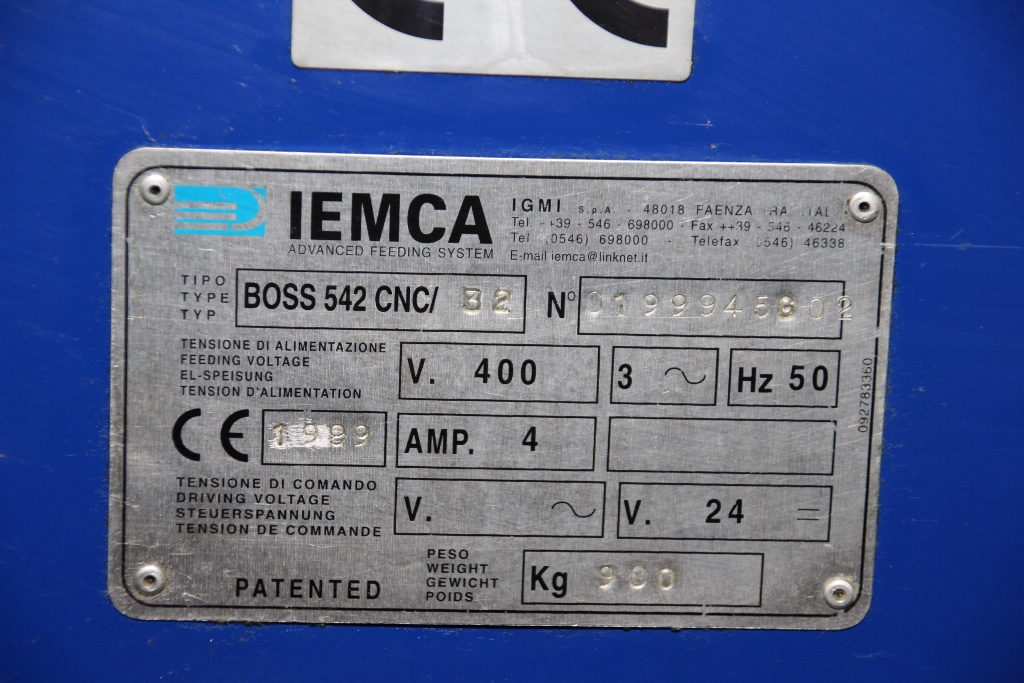 IEMCA
ADVANCED FEEDING SYSTEM
IGMI S.p.A. - 48018 FAENZA
Tel. ++39 - 546 - 698000 - Fax ++39 - 546 - 46224
Tel (0546) 698000 - Telefax (0546) 46338
E-mail iemca@linknet.it
TIPO
TYPE
TYP
BOSS 542 CNC/ 32
N°
TENSIONE DI ALIMENTAZIONE
FEEDING VOLTAGE
EL-SPEISUNG
TENSION D'ALIMENTATION
V. 400
3 ~
Hz 50
CE
1999
AMP. 4
TENSIONE DI COMANDO
DRIVING VOLTAGE
STEUERSPANNUNG
TENSION DE COMMANDE
V. ~
V. 24 =
092783360
PATENTED
PESO
WEIGHT
GEWICHT
POIDS
Kg 900